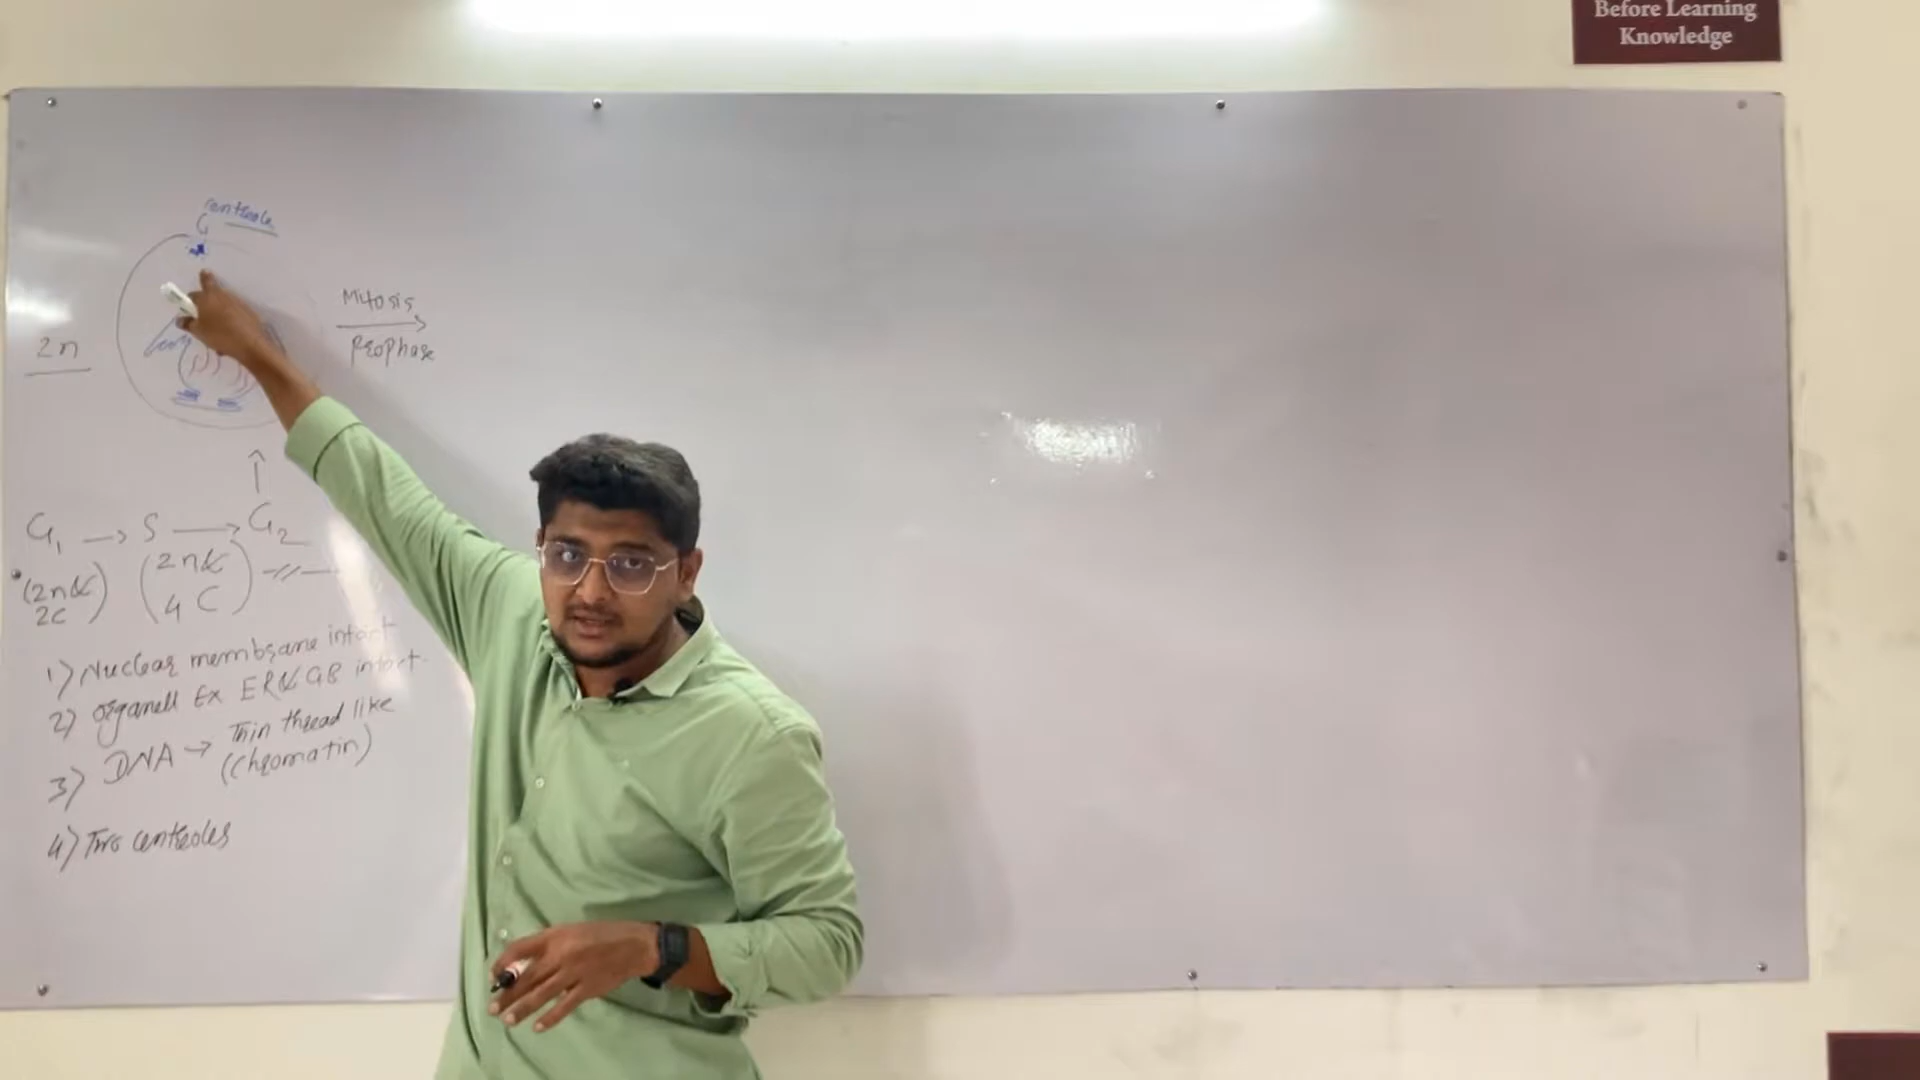 Before Learning
Knowledge
centriole
Mitosis
Prophase
2n
G1 → S → G2
(2n & 2c) (2n & 4C) -//-
1) Nuclear membrane intact
2) organell Ex ER & GB intact
3) DNA → Thin thread like
(chromatin)
4) Two centrioles